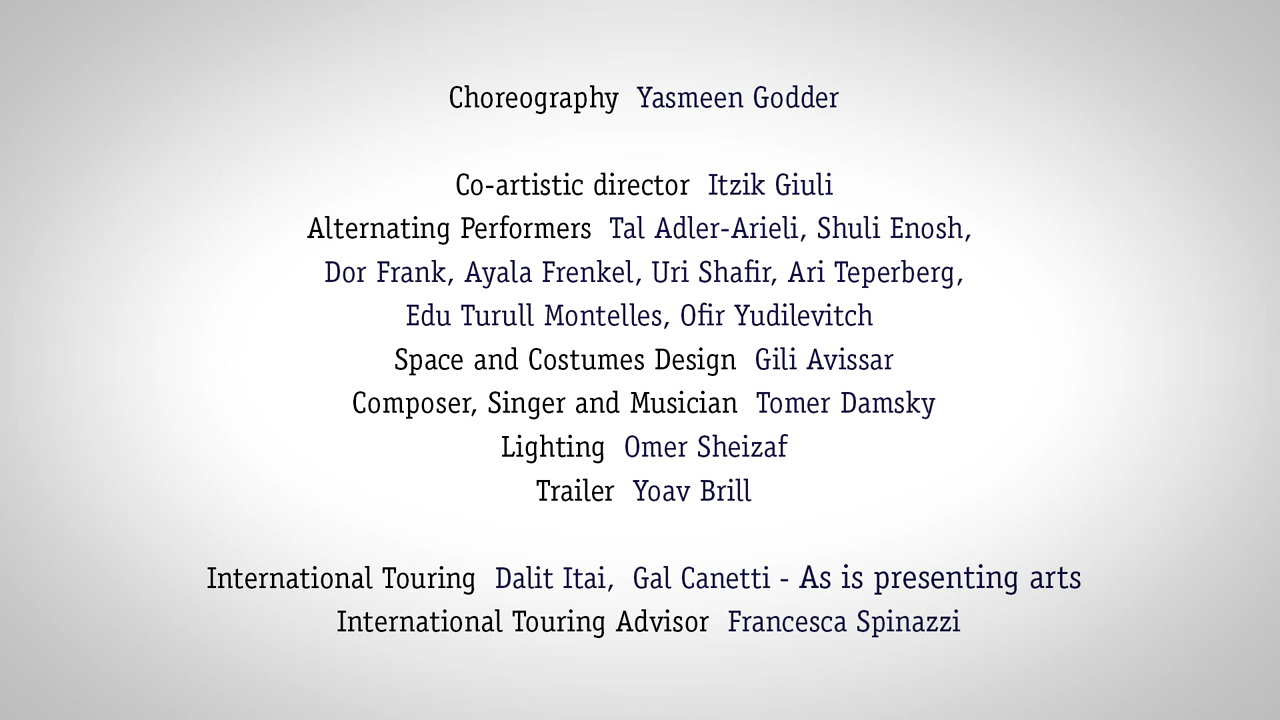 Choreography Yasmeen Godder
Co-artistic director Itzik Giuli
Alternating Performers Tal Adler-Arieli, Shuli Enosh,
Dor Frank, Ayala Frenkel, Uri Shafir, Ari Teperberg,
Edu Turull Montelles, Ofir Yudilevitch
Space and Costumes Design Gili Avissar
Composer, Singer and Musician Tomer Damsky
Lighting Omer Sheizaf
Trailer Yoav Brill
International Touring Dalit Itai, Gal Canetti - As is presenting arts
International Touring Advisor Francesca Spinazzi